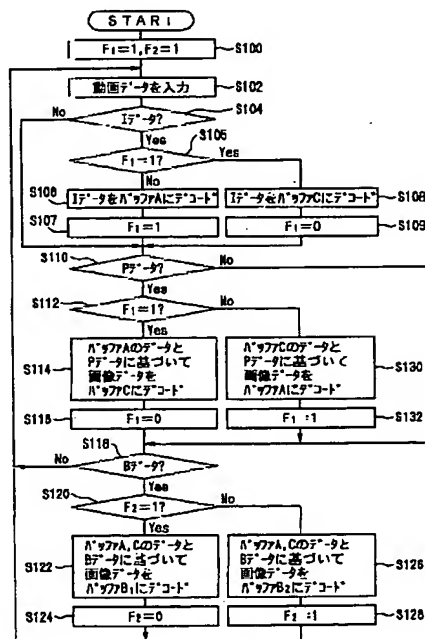 START
F₁=1,F₂=1
S100
動画データを入力
S102
S104
No
Iデータ?
Yes
S105
F₁=1?
Yes
No
S106
IデータをバッファAにデコード
IデータをバッファCにデコード
S108
S107
F₁=1
F₁=0
S109
S110
Pデータ?
No
Yes
S112
F₁=1?
No
Yes
S114
バッファAのデータと
Pデータに基づいて
画像データを
バッファCにデコード
バッファCのデータと
Pデータに基づいて
画像データを
バッファAにデコード
S130
S115
F₁=0
F₁=1
S132
S118
No
Bデータ?
Yes
S120
F₂=1?
No
Yes
S122
バッファA,Cのデータと
Bデータに基づいて
画像データを
バッファB₁にデコード
バッファA,Cのデータと
Bデータに基づいて
画像データを
バッファB₂にデコード
S126
S124
F₂=0
F₂=1
S128